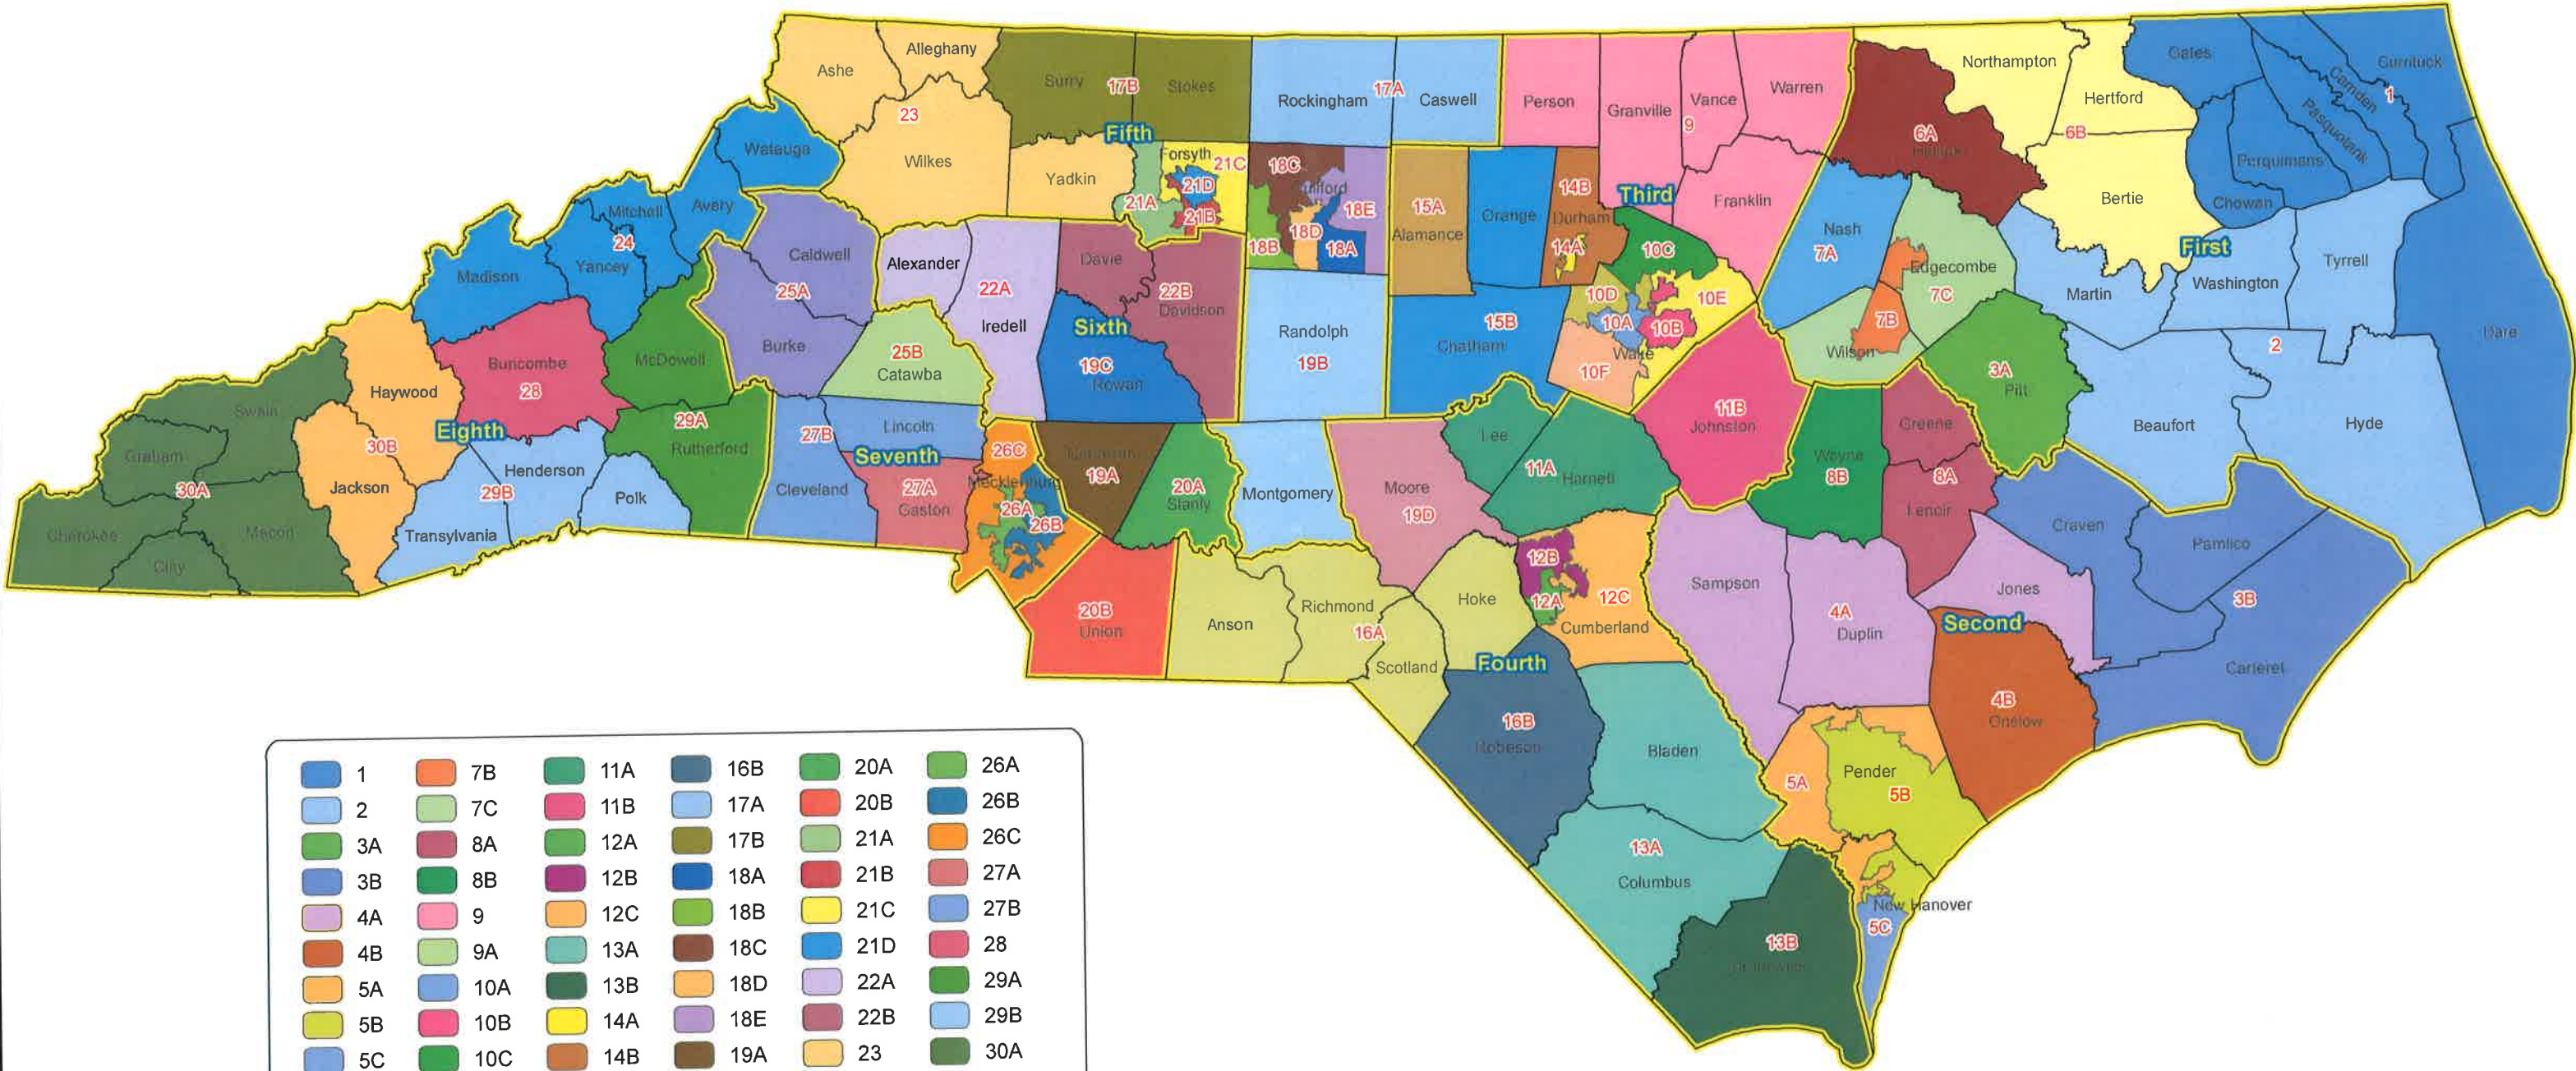 Ashe
Alleghany
23
Wilkes
Yadkin
Surry
17B
Stokes
Fifth
Rockingham
17A
Caswell
Person
Granville
Vance
9
Warren
Franklin
Third
Northampton
Hertford
6A
6B
Bertie
Gates
Camden
Currituck
1
Pasquotank
Perquimans
Chowan
First
Watauga
Mitchell
Avery
24
Yancey
Madison
Forsyth
21C
21D
21A
21B
18C
18E
18D
18B
18A
15A
Alamance
Orange
14B
Durham
14A
10C
10D
10E
10A
10B
Wake
10F
Nash
7A
Edgecombe
7C
7B
Wilson
Martin
Washington
Tyrrell
Dare
2
Beaufort
Hyde
3A
Pitt
Caldwell
25A
Burke
Alexander
22A
Iredell
25B
Catawba
Davie
22B
Davidson
Sixth
19C
Rowan
Randolph
19B
15B
Chatham
Buncombe
28
McDowell
Haywood
Swain
Graham
30A
Cherokee
Clay
Macon
30B
Jackson
Eighth
29A
Rutherford
Henderson
29B
Polk
Transylvania
27B
Lincoln
Seventh
Cleveland
27A
Gaston
26C
Mecklenburg
26A
26B
19A
20A
Stanly
Montgomery
Moore
19D
Lee
11A
Harnett
11B
Johnston
Wayne
8B
Greene
8A
Lenoir
Craven
Pamlico
3B
Carteret
Jones
Second
20B
Union
Anson
Richmond
16A
Scotland
Hoke
Fourth
12B
12A
12C
Cumberland
Sampson
4A
Duplin
4B
Onslow
16B
Robeson
Bladen
13A
Columbus
13B
5A
Pender
5B
New Hanover
5C
1 7B 11A 16B 20A 26A
2 7C 11B 17A 20B 26B
3A 8A 12A 17B 21A 26C
3B 8B 12B 18A 21B 27A
4A 9 12C 18B 21C 27B
4B 9A 13A 18C 21D 28
5A 10A 13B 18D 22A 29A
5B 10B 14A 18E 22B 29B
5C 10C 14B 19A 23 30A